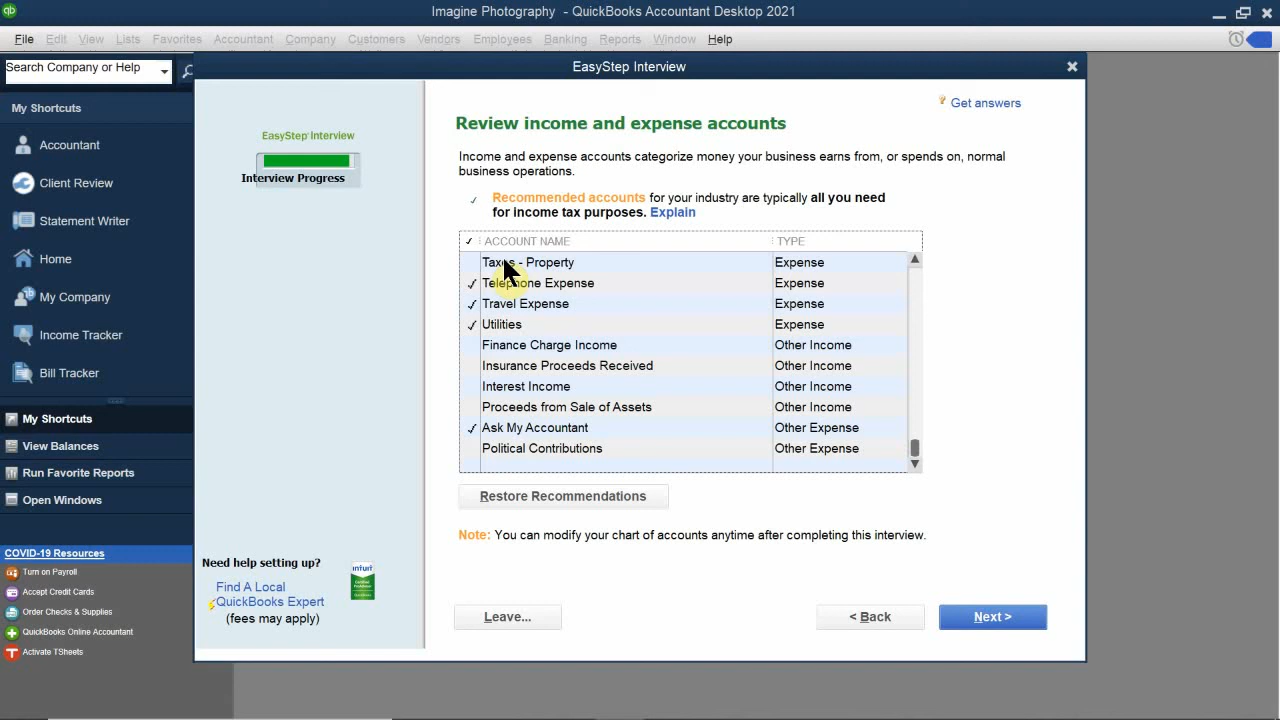 Imagine Photography - QuickBooks Accountant Desktop 2021
File Edit View Lists Favorites Accountant Company Customers Vendors Employees Banking Reports Window Help
Search Company or Help
My Shortcuts
Accountant
Client Review
Statement Writer
Home
My Company
Income Tracker
Bill Tracker
My Shortcuts
View Balances
Run Favorite Reports
Open Windows
COVID-19 Resources
Turn on Payroll
Accept Credit Cards
Order Checks & Supplies
QuickBooks Online Accountant
Activate TSheets
EasyStep Interview
EasyStep Interview
Interview Progress
Need help setting up?
Find A Local
QuickBooks Expert
(fees may apply)
intuit
Get answers
Review income and expense accounts
Income and expense accounts categorize money your business earns from, or spends on, normal
business operations.
✓ Recommended accounts for your industry are typically all you need
for income tax purposes. Explain
✓ ACCOUNT NAME TYPE
Taxes - Property Expense
✓ Telephone Expense Expense
✓ Travel Expense Expense
✓ Utilities Expense
Finance Charge Income Other Income
Insurance Proceeds Received Other Income
Interest Income Other Income
Proceeds from Sale of Assets Other Income
✓ Ask My Accountant Other Expense
Political Contributions Other Expense
Restore Recommendations
Note: You can modify your chart of accounts anytime after completing this interview.
Leave... < Back Next >